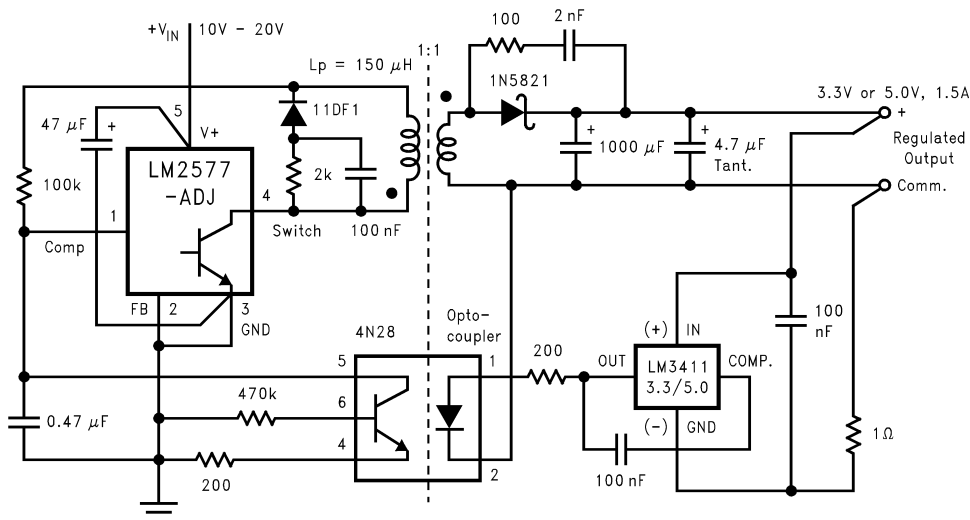 +VIN 10V - 20V
Lp = 150 μH
1:1
100
2 nF
1N5821
3.3V or 5.0V, 1.5A
+
Regulated
Output
Comm.
+
1000 μF
+
4.7 μF
Tant.
47 μF
+
5
V+
11DF1
LM2577
-ADJ
100k
1
4
2k
100 nF
Switch
Comp
FB
2
3
GND
4N28
Opto-
coupler
5
1
6
4
2
470k
200
0.47 μF
200
OUT
(+)
IN
LM3411
3.3/5.0
COMP.
(-)
GND
100 nF
100
nF
1Ω